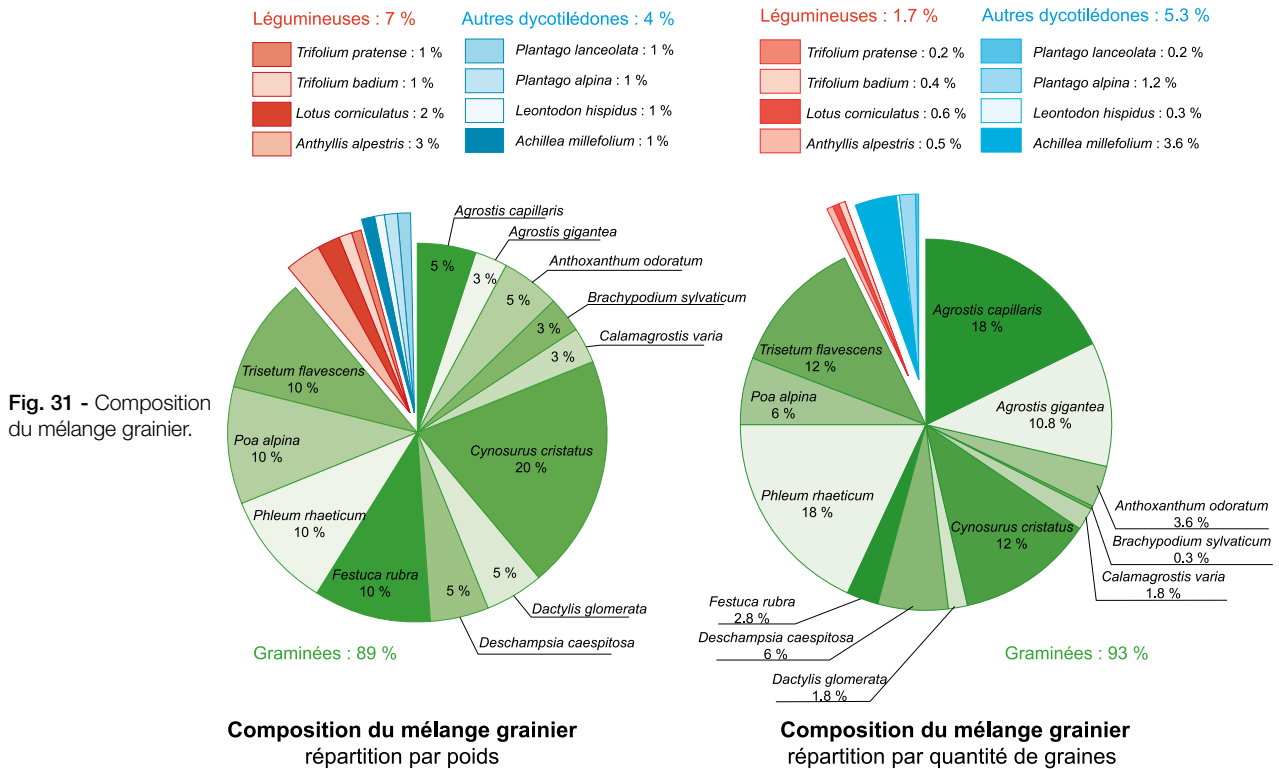 Légumineuses : 7 %
Trifolium pratense : 1 %
Trifolium badium : 1 %
Lotus corniculatus : 2 %
Anthyllis alpestris : 3 %
Autres dycotilédones : 4 %
Plantago lanceolata : 1 %
Plantago alpina : 1 %
Leontodon hispidus : 1 %
Achillea millefolium : 1 %
Agrostis capillaris
5 %
Agrostis gigantea
3 %
Anthoxanthum odoratum
5 %
Brachypodium sylvaticum
3 %
Calamagrostis varia
3 %
Cynosurus cristatus
20 %
Dactylis glomerata
5 %
Deschampsia caespitosa
5 %
Festuca rubra
10 %
Phleum rhaeticum
10 %
Poa alpina
10 %
Trisetum flavescens
10 %
Graminées : 89 %
Composition du mélange grainier
répartition par poids
Légumineuses : 1.7 %
Trifolium pratense : 0.2 %
Trifolium badium : 0.4 %
Lotus corniculatus : 0.6 %
Anthyllis alpestris : 0.5 %
Autres dycotilédones : 5.3 %
Plantago lanceolata : 0.2 %
Plantago alpina : 1.2 %
Leontodon hispidus : 0.3 %
Achillea millefolium : 3.6 %
Agrostis capillaris
18 %
Agrostis gigantea
10.8 %
Anthoxanthum odoratum
3.6 %
Brachypodium sylvaticum
0.3 %
Calamagrostis varia
1.8 %
Cynosurus cristatus
12 %
Dactylis glomerata
1.8 %
Deschampsia caespitosa
6 %
Festuca rubra
2.8 %
Phleum rhaeticum
18 %
Poa alpina
6 %
Trisetum flavescens
12 %
Graminées : 93 %
Composition du mélange grainier
répartition par quantité de graines
Fig. 31 - Composition
du mélange grainier.